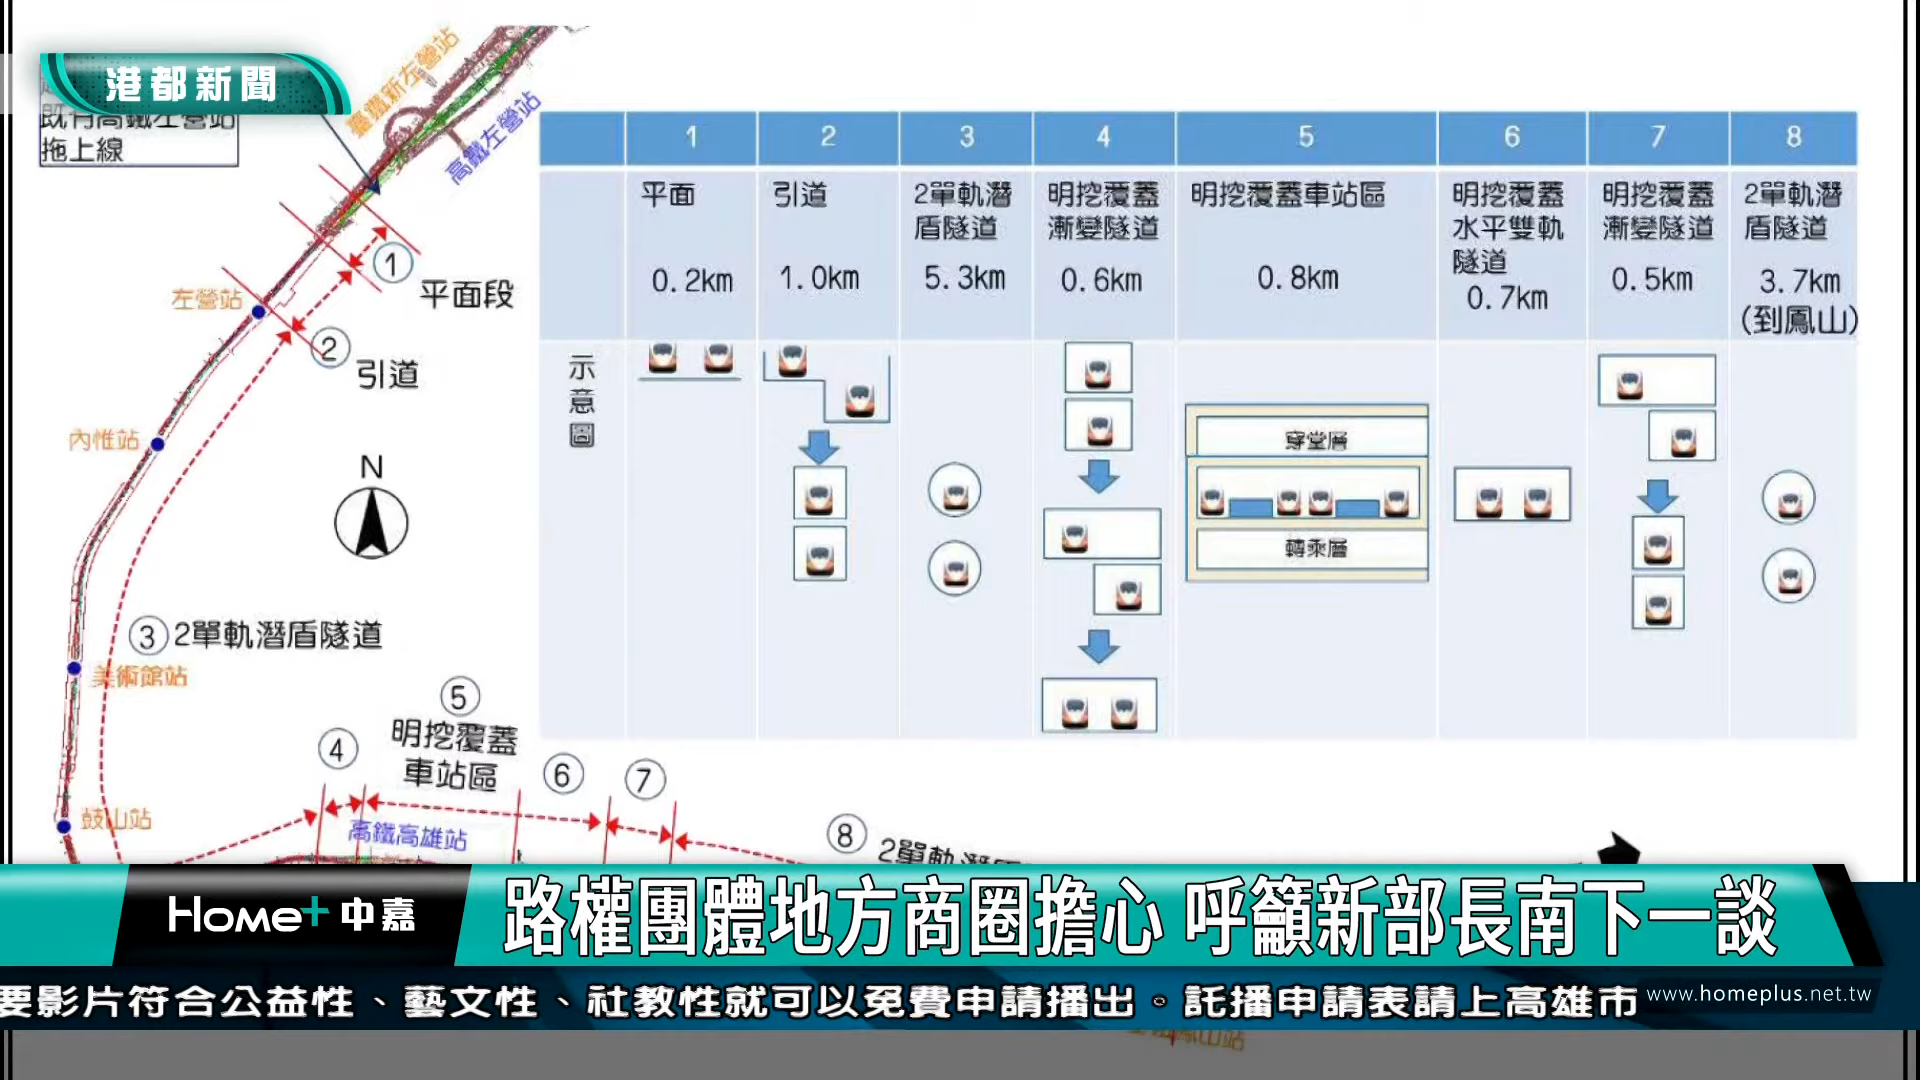 港都新聞
既有高鐵左營站
拖上線
臺鐵新左營站
高鐵左營站
1
平面段
左營站
2
引道
內惟站
N
3
2單軌潛盾隧道
美術館站
5
明挖覆蓋
車站區
4
6
7
鼓山站
高鐵高雄站
8
2單軌潛盾
1
2
3
4
5
6
7
8
平面
0.2km
引道
1.0km
2單軌潛
盾隧道
5.3km
明挖覆蓋
漸變隧道
0.6km
明挖覆蓋車站區
0.8km
明挖覆蓋
水平雙軌
隧道
0.7km
明挖覆蓋
漸變隧道
0.5km
2單軌潛
盾隧道
3.7km
(到鳳山)
示意圖
穿堂層
轉乘層
Home+中嘉
路權團體地方商圈擔心 呼籲新部長南下一談
要影片符合公益性、藝文性、社教性就可以免費申請播出。託播申請表請上高雄市
www.homeplus.net.tw